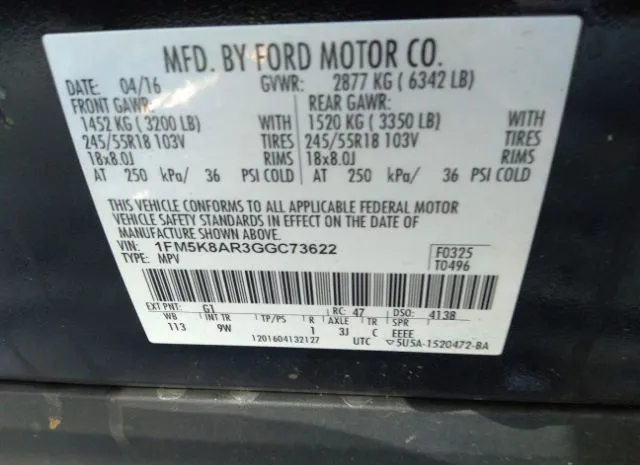 MFD. BY FORD MOTOR CO.
DATE: 04/16 GVWR: 2877 KG ( 6342 LB)
FRONT GAWR: REAR GAWR:
1452 KG ( 3200 LB) WITH 1520 KG ( 3350 LB) WITH
245/55R18 103V TIRES 245/55R18 103V TIRES
18x8.0J RIMS 18x8.0J RIMS
AT 250 kPa/ 36 PSI COLD AT 250 kPa/ 36 PSI COLD
THIS VEHICLE CONFORMS TO ALL APPLICABLE FEDERAL MOTOR
VEHICLE SAFETY STANDARDS IN EFFECT ON THE DATE OF
MANUFACTURE SHOWN ABOVE.
VIN: 1FM5K8AR3GGC73622 F0325
TYPE: MPV T0496
EXT PNT: G1 RC: 47 DSO: 4138
WB INT TR TP/PS R AXLE TR SPR
113 9W 1 3J C EEEE
1201604132127 UTC ▽5U5A-1520472-BA